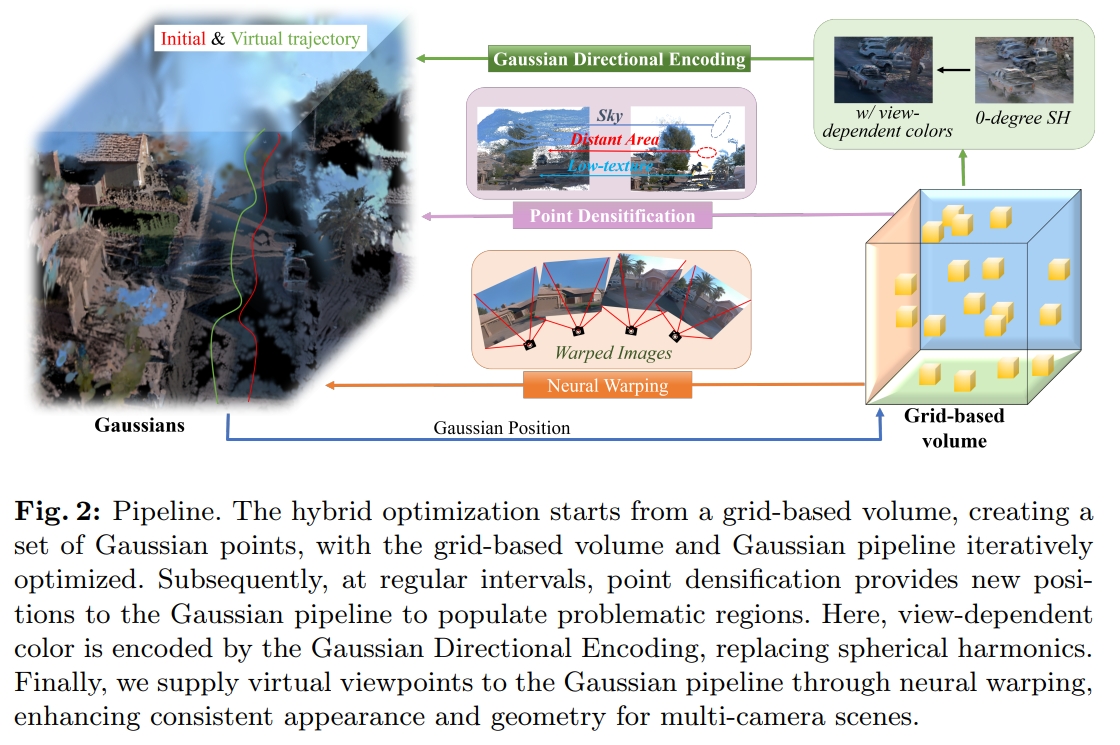 Initial & Virtual trajectory
Gaussian Directional Encoding
w/ view-
dependent colors
0-degree SH
Sky
Distant Area
Low-texture
Point Densitification
Warped Images
Neural Warping
Gaussians
Gaussian Position
Grid-based
volume
Fig. 2: Pipeline. The hybrid optimization starts from a grid-based volume, creating a
set of Gaussian points, with the grid-based volume and Gaussian pipeline iteratively
optimized. Subsequently, at regular intervals, point densification provides new posi-
tions to the Gaussian pipeline to populate problematic regions. Here, view-dependent
color is encoded by the Gaussian Directional Encoding, replacing spherical harmonics.
Finally, we supply virtual viewpoints to the Gaussian pipeline through neural warping,
enhancing consistent appearance and geometry for multi-camera scenes.